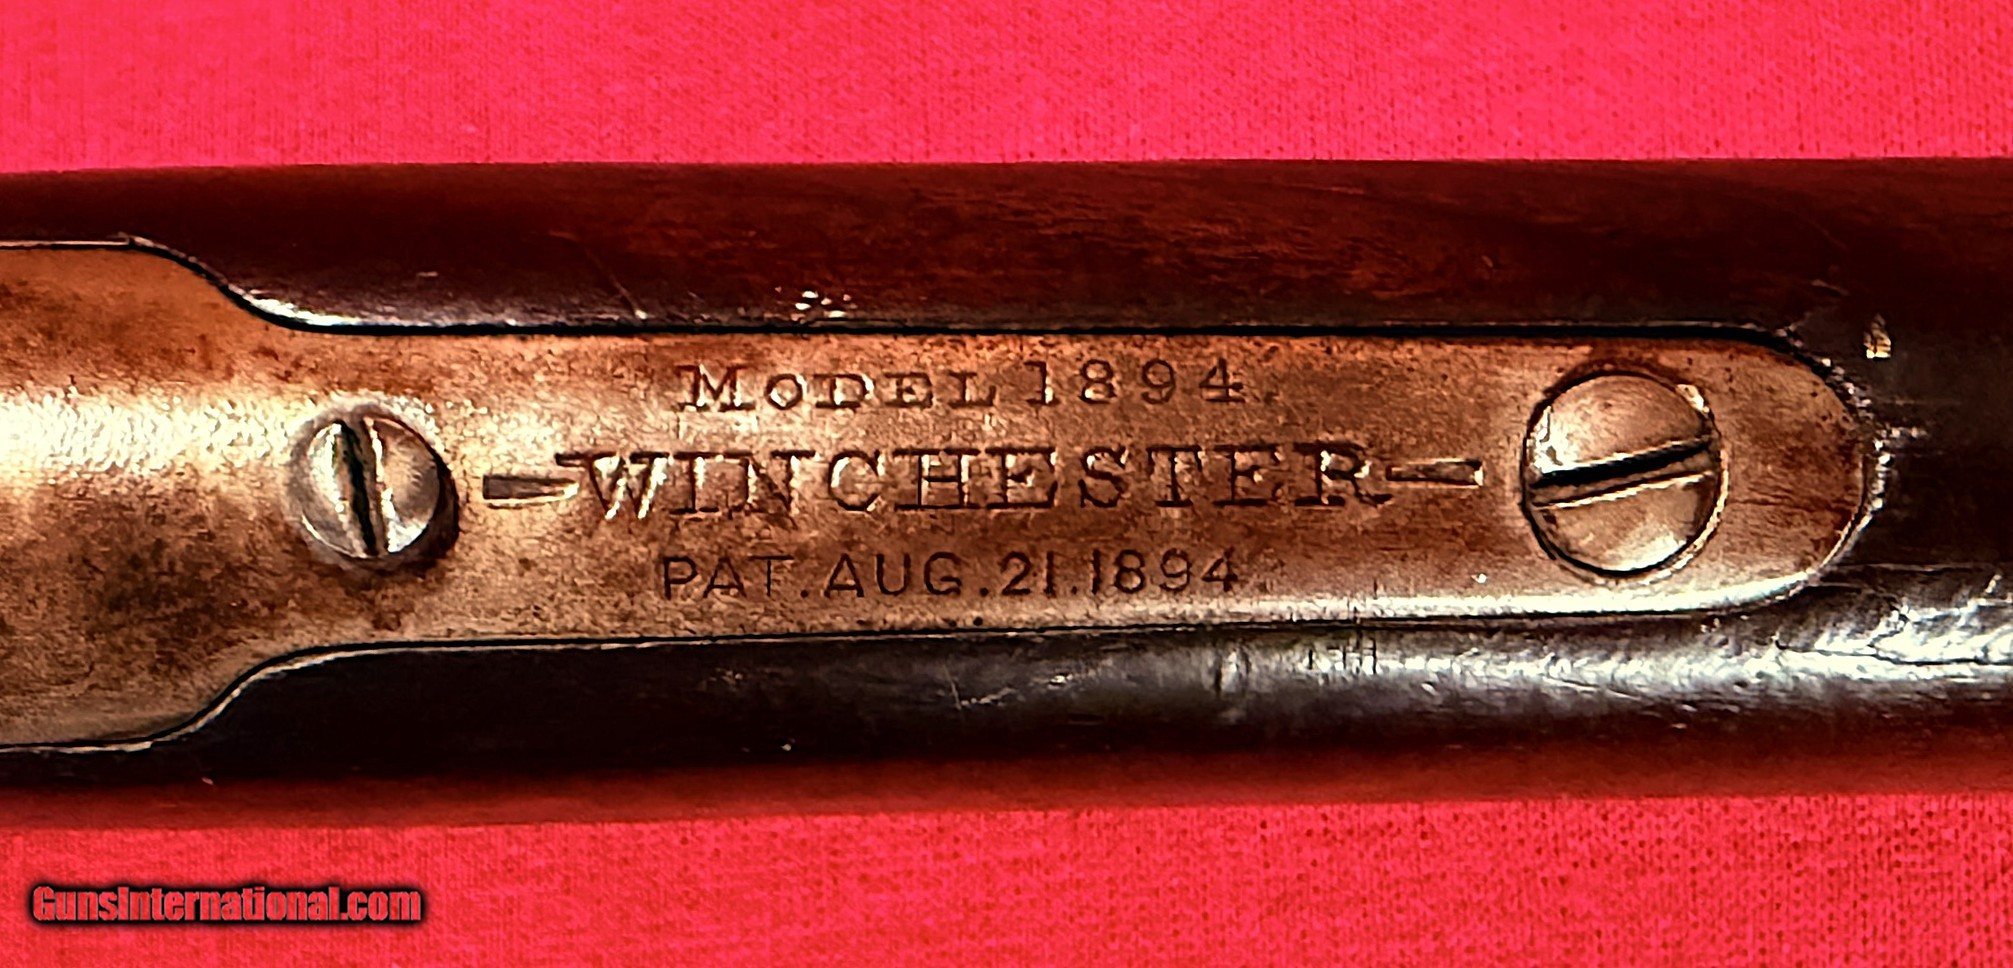 MODEL 1894.
-WINCHESTER-
PAT. AUG. 21. 1894
GunsInternational.com